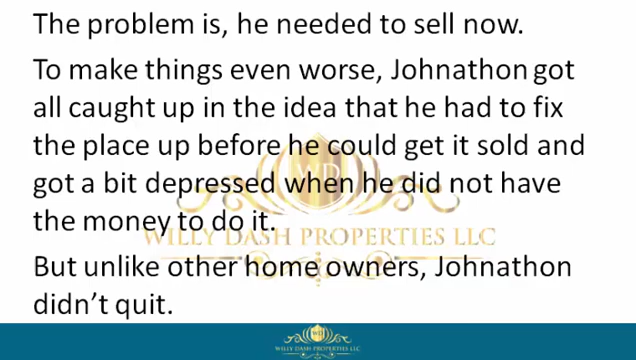 The problem is, he needed to sell now.
To make things even worse, Johnathon got
all caught up in the idea that he had to fix
the place up before he could get it sold and
got a bit depressed when he did not have
the money to do it.
WILLY DASH PROPERTIES LLC
But unlike other home owners, Johnathon
didn’t quit.
WILLY DASH PROPERTIES LLC